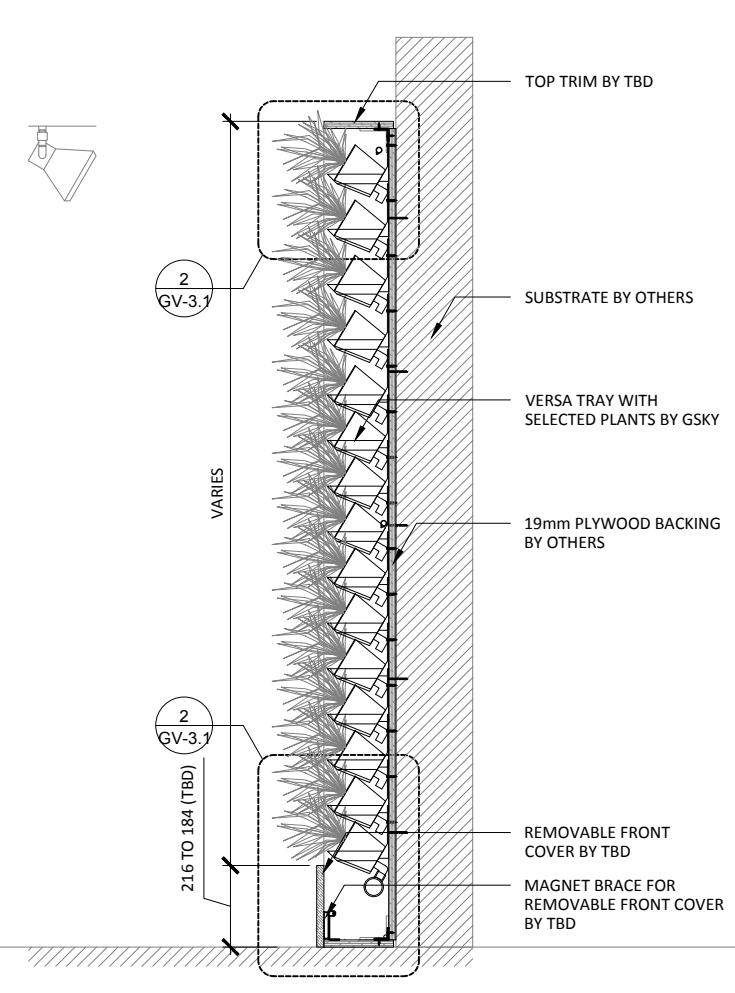 TOP TRIM BY TBD
2
GV-3.1
SUBSTRATE BY OTHERS
VERSA TRAY WITH
SELECTED PLANTS BY GSKY
VARIES
19mm PLYWOOD BACKING
BY OTHERS
2
GV-3.1
216 TO 184 (TBD)
REMOVABLE FRONT
COVER BY TBD
MAGNET BRACE FOR
REMOVABLE FRONT COVER
BY TBD